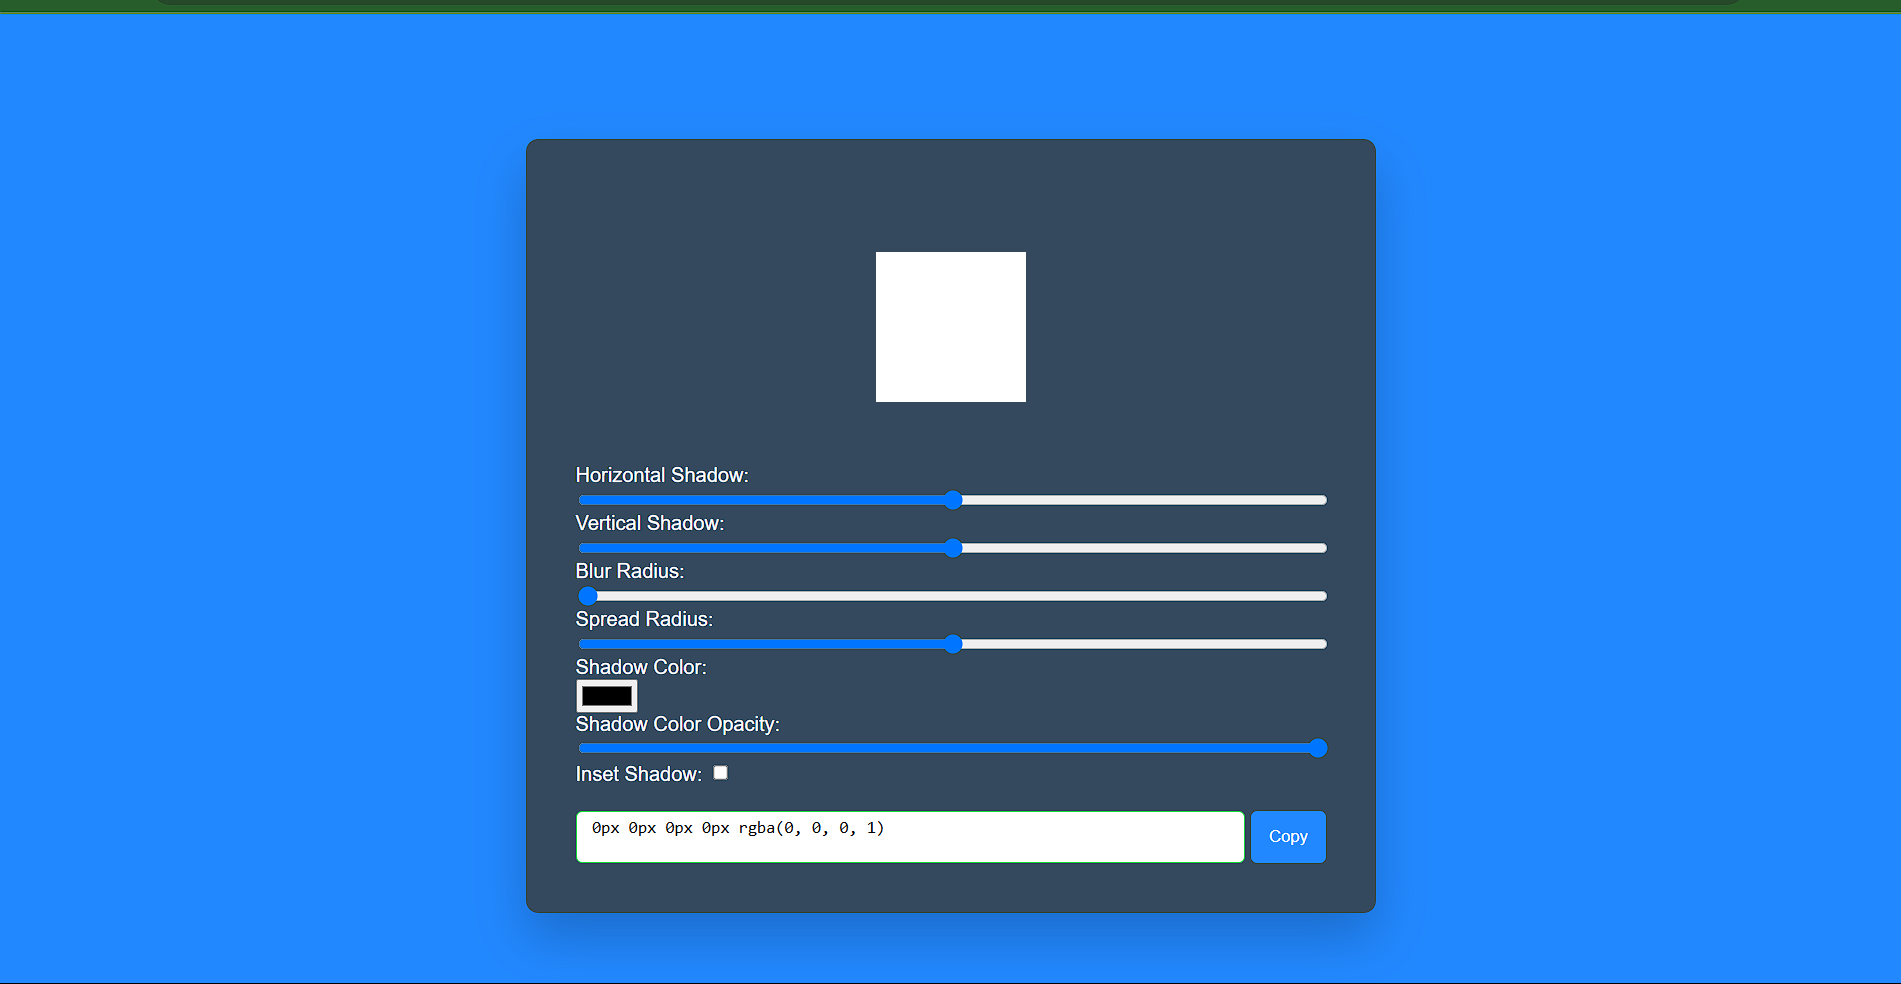 Horizontal Shadow:
Vertical Shadow:
Blur Radius:
Spread Radius:
Shadow Color:
Shadow Color Opacity:
Inset Shadow:
0px 0px 0px 0px rgba(0, 0, 0, 1)
Copy